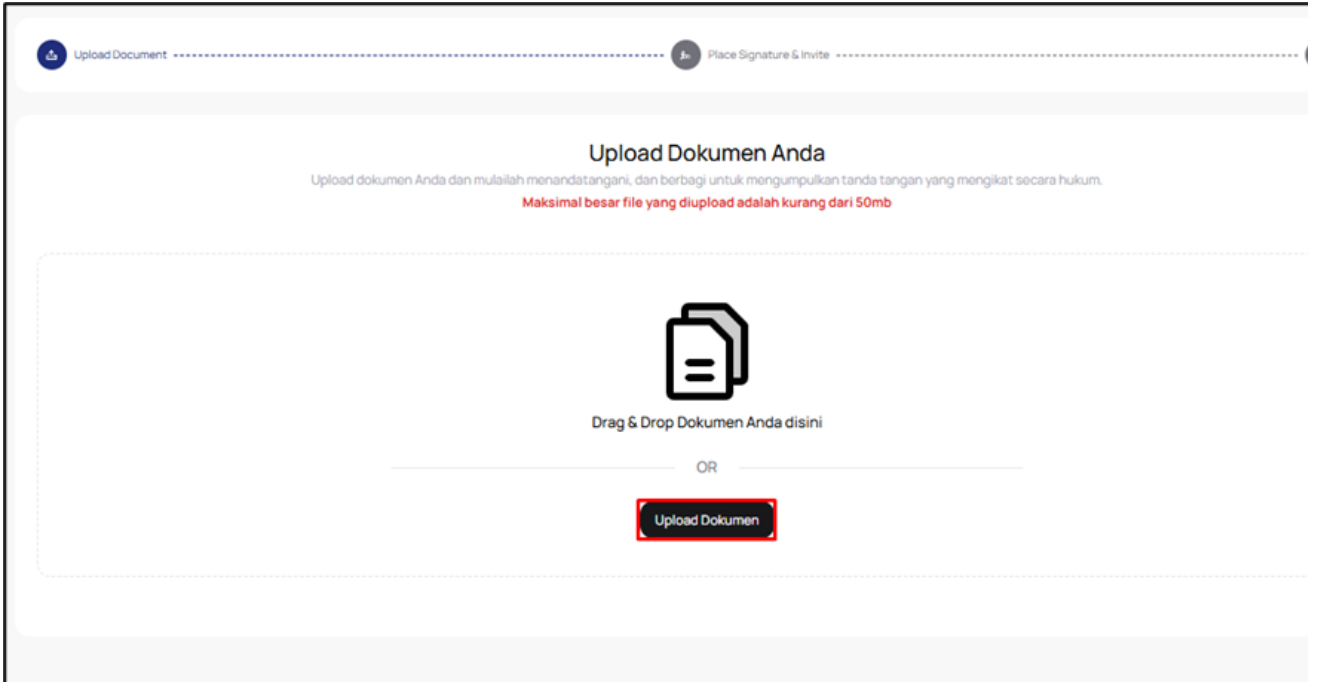 Upload Document
Place Signature & Invite
Upload Dokumen Anda
Upload dokumen Anda dan mulailah menandatangani, dan berbagi untuk mengumpulkan tanda tangan yang mengikat secara hukum.
Maksimal besar file yang diupload adalah kurang dari 50mb
Drag & Drop Dokumen Anda disini
OR
Upload Dokumen